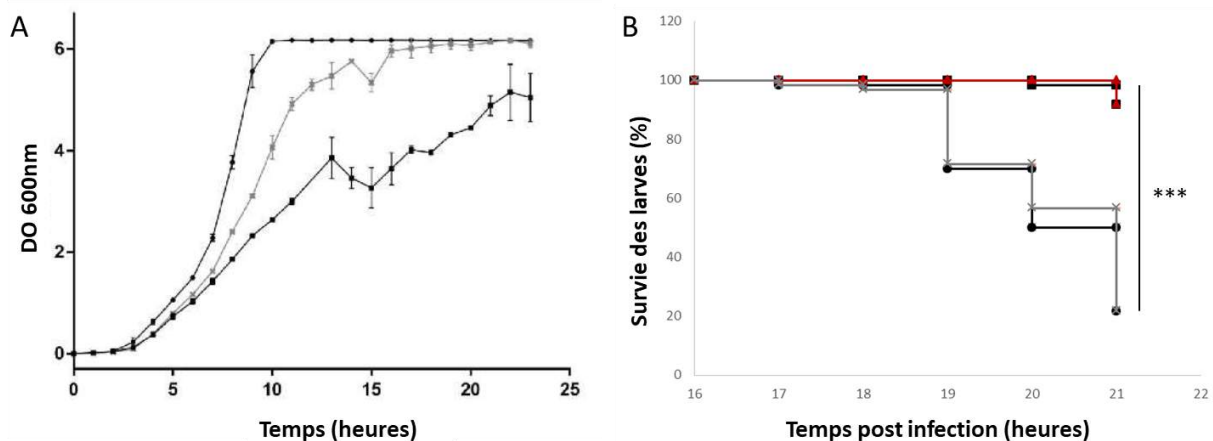 A
DO 600nm
6
4
2
0
0 5 10 15 20 25
Temps (heures)
B
Survie des larves (%)
120
100
80
60
40
20
0
16 17 18 19 20 21 22
Temps post infection (heures)
***